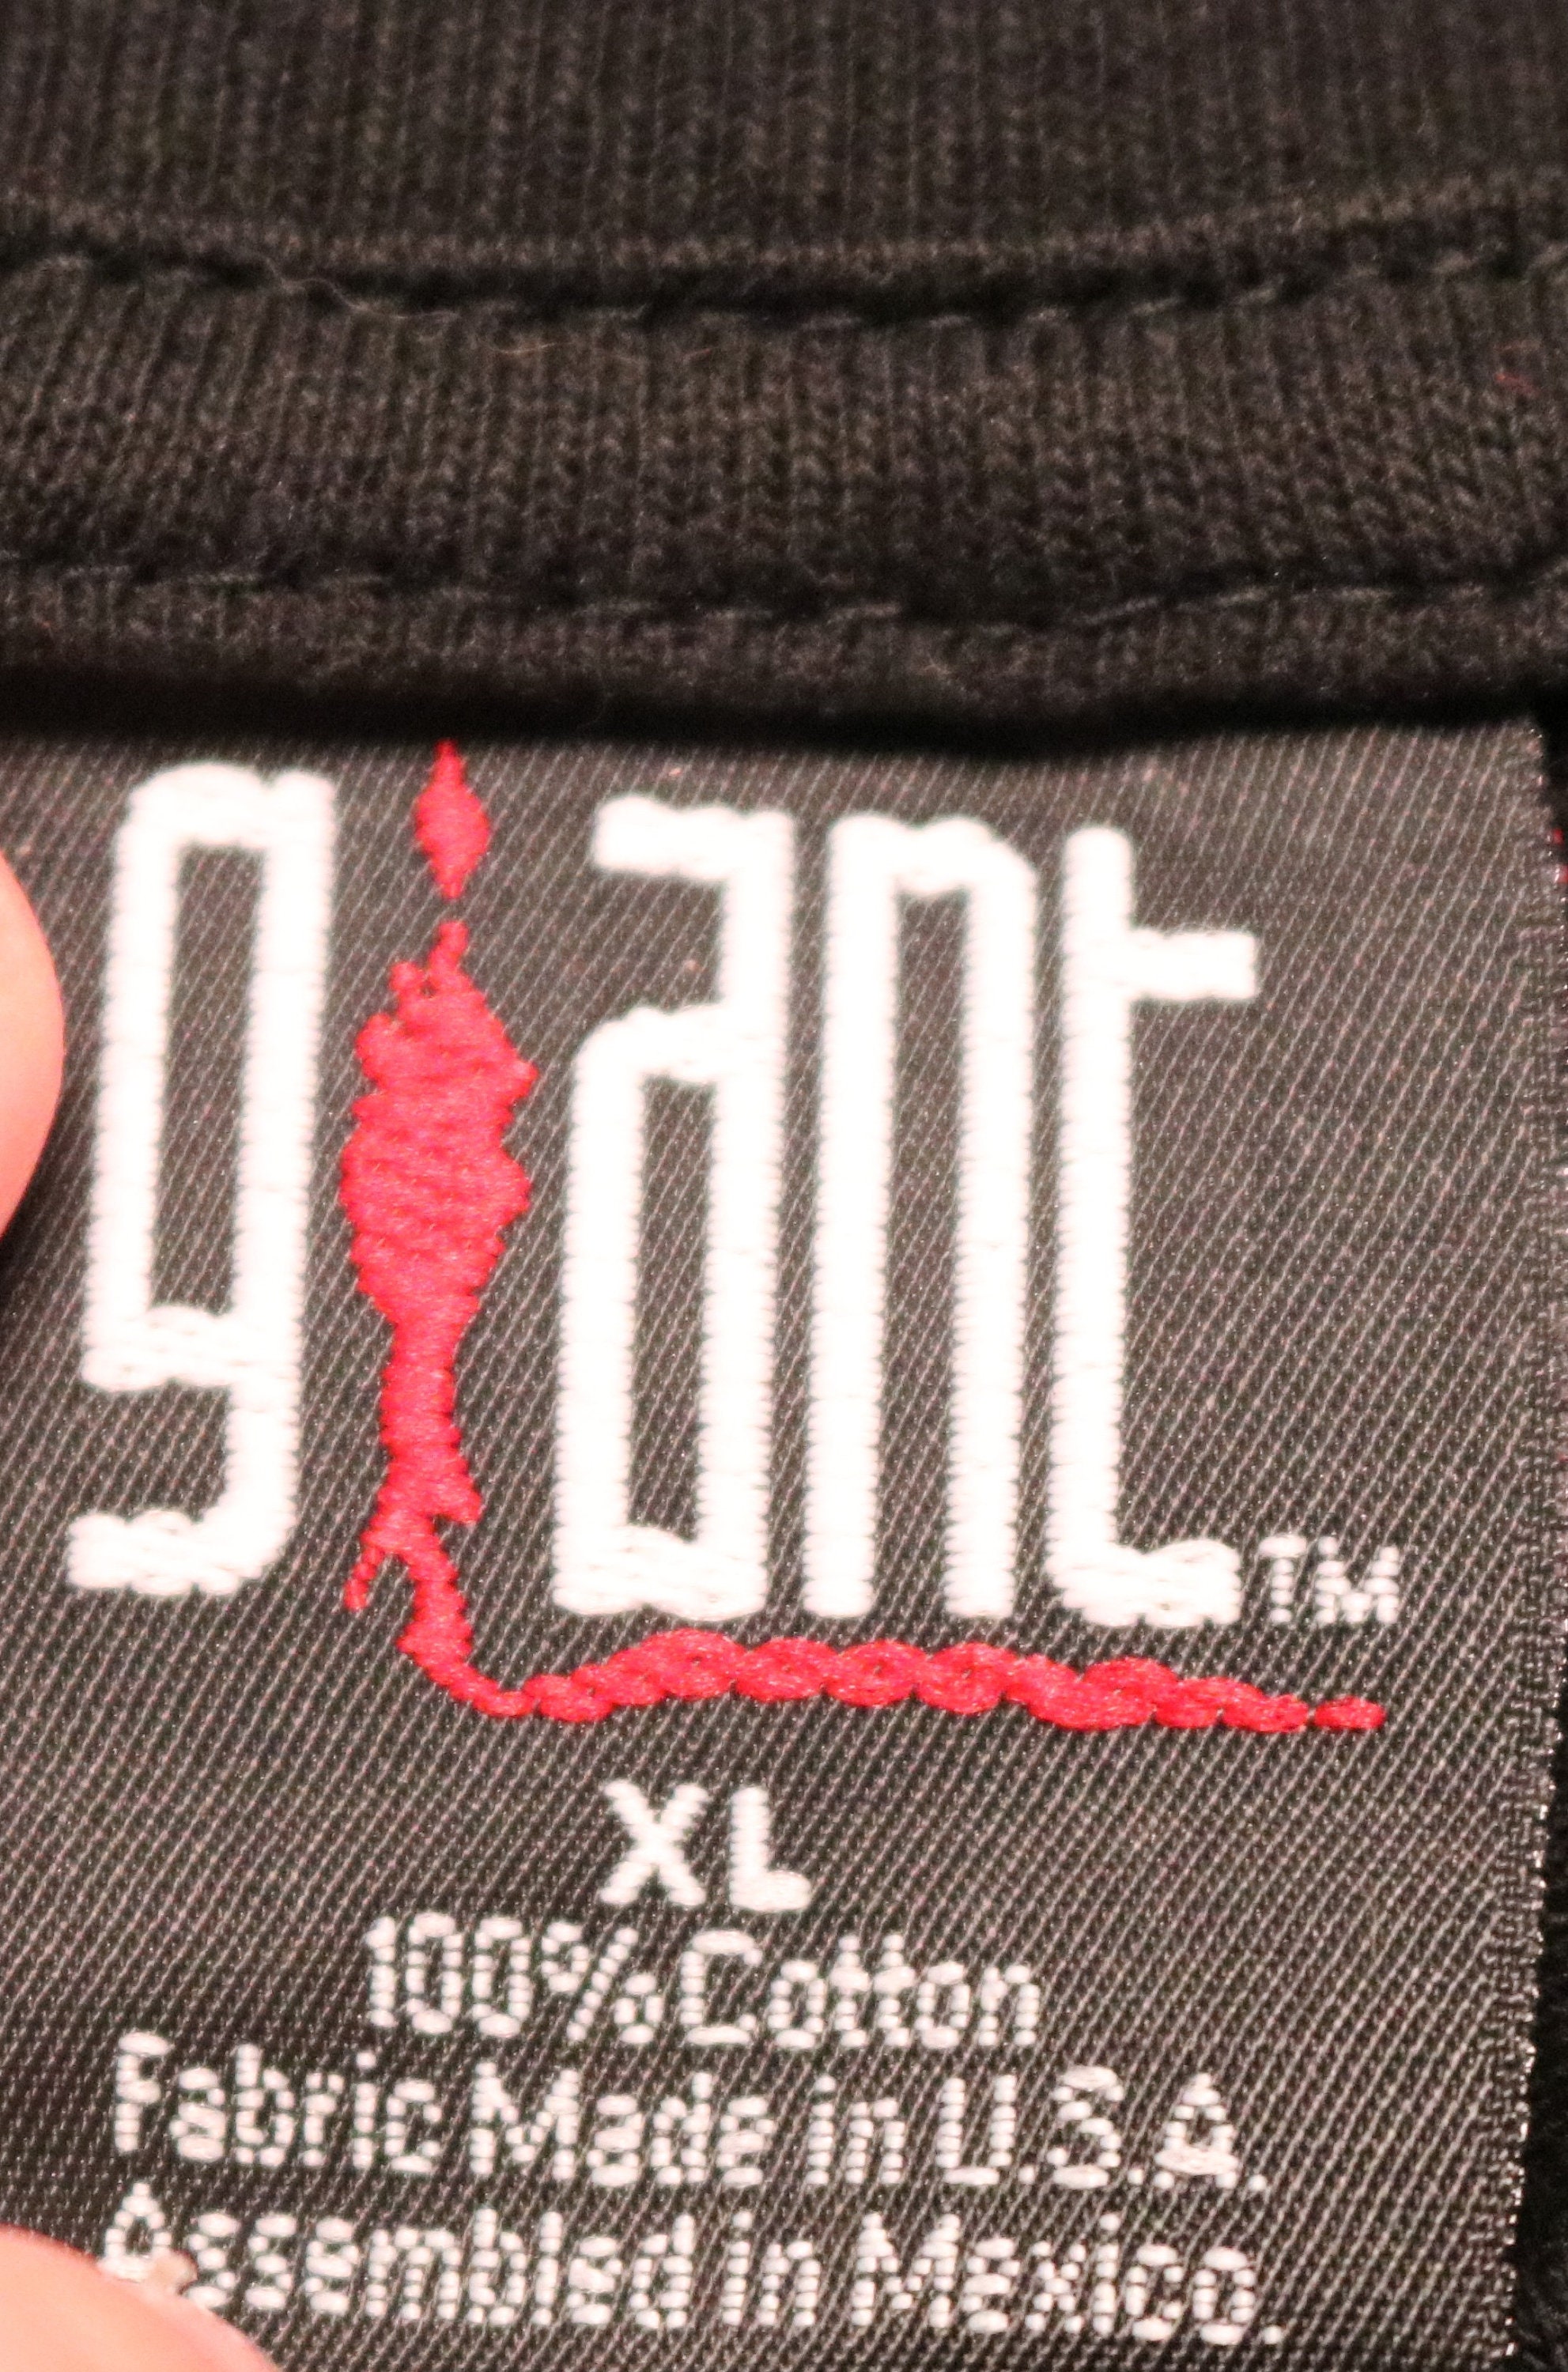 giant™
XL
100% Cotton
Fabric Made in U.S.A.
Assembled in Mexico.